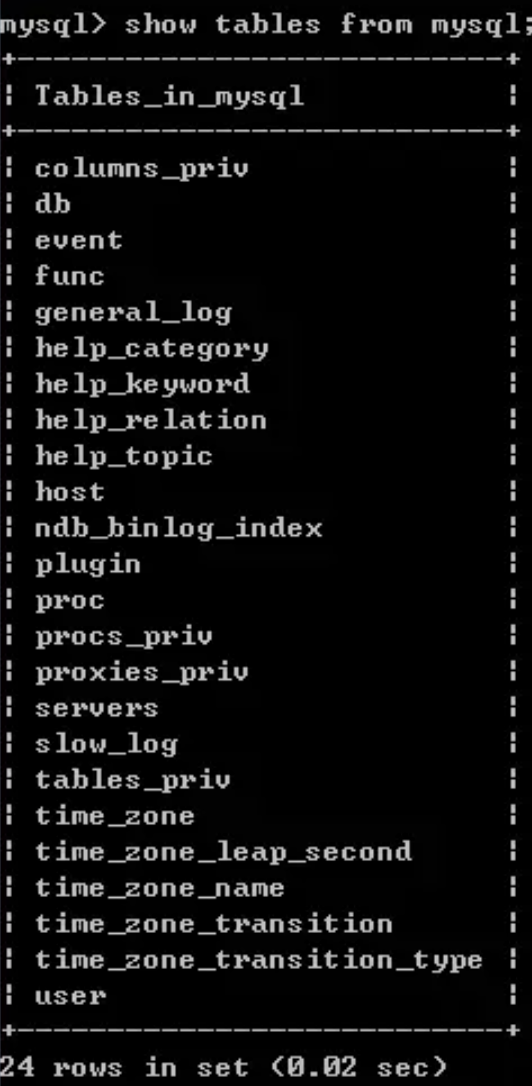 mysql> show tables from mysql;
+---------------------------+
| Tables_in_mysql           |
+---------------------------+
| columns_priv              |
| db                        |
| event                     |
| func                      |
| general_log               |
| help_category             |
| help_keyword              |
| help_relation             |
| help_topic                |
| host                      |
| ndb_binlog_index          |
| plugin                    |
| proc                      |
| procs_priv                |
| proxies_priv              |
| servers                   |
| slow_log                  |
| tables_priv               |
| time_zone                 |
| time_zone_leap_second     |
| time_zone_name            |
| time_zone_transition      |
| time_zone_transition_type |
| user                      |
+---------------------------+
24 rows in set (0.02 sec)